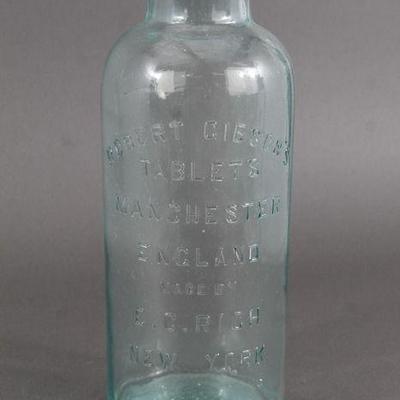 ROBERT GIBSON'S
TABLETS
MANCHESTER
ENGLAND
MADE BY
C.C. RICH
NEW YORK